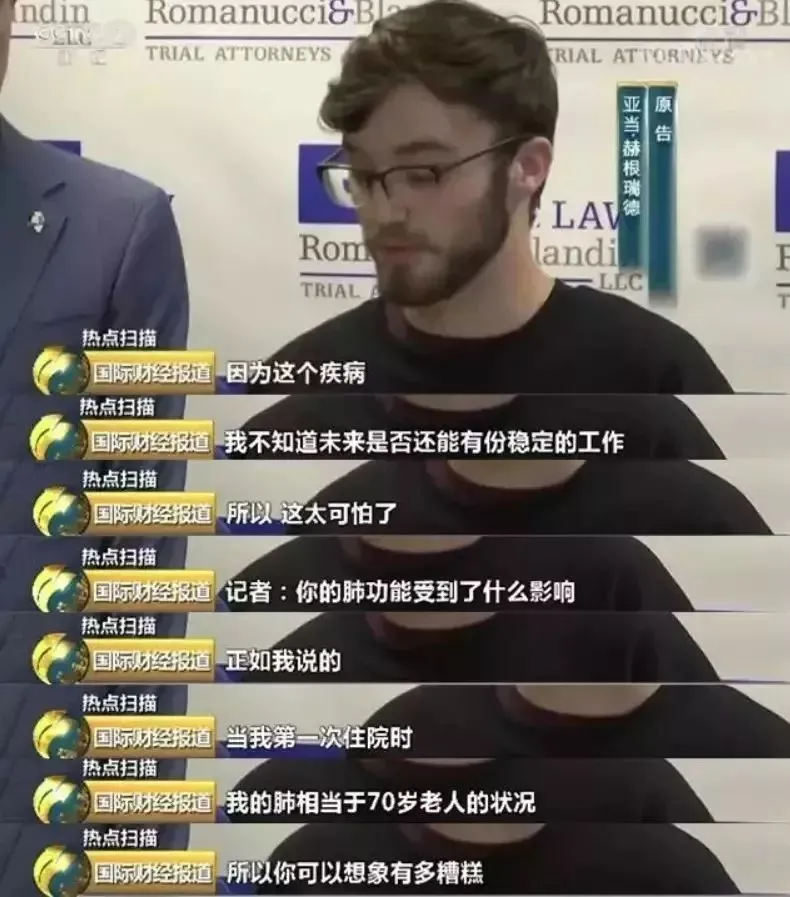 ndin
Romanucci&Bla
Romanucci&Bl
TRIAL ATTORNEYS
TRIAL ATTORNEYS
原告
亚当·赫根瑞德
LAW
Rom
landi
LLC
TRIAL A
热点扫描
国际财经报道
因为这个疾病
热点扫描
国际财经报道
我不知道未来是否还能有份稳定的工作
热点扫描
国际财经报道
所以 这太可怕了
热点扫描
国际财经报道
记者：你的肺功能受到了什么影响
热点扫描
国际财经报道
正如我说的
热点扫描
国际财经报道
当我第一次住院时
热点扫描
国际财经报道
我的肺相当于70岁老人的状况
热点扫描
国际财经报道
所以你可以想象有多糟糕